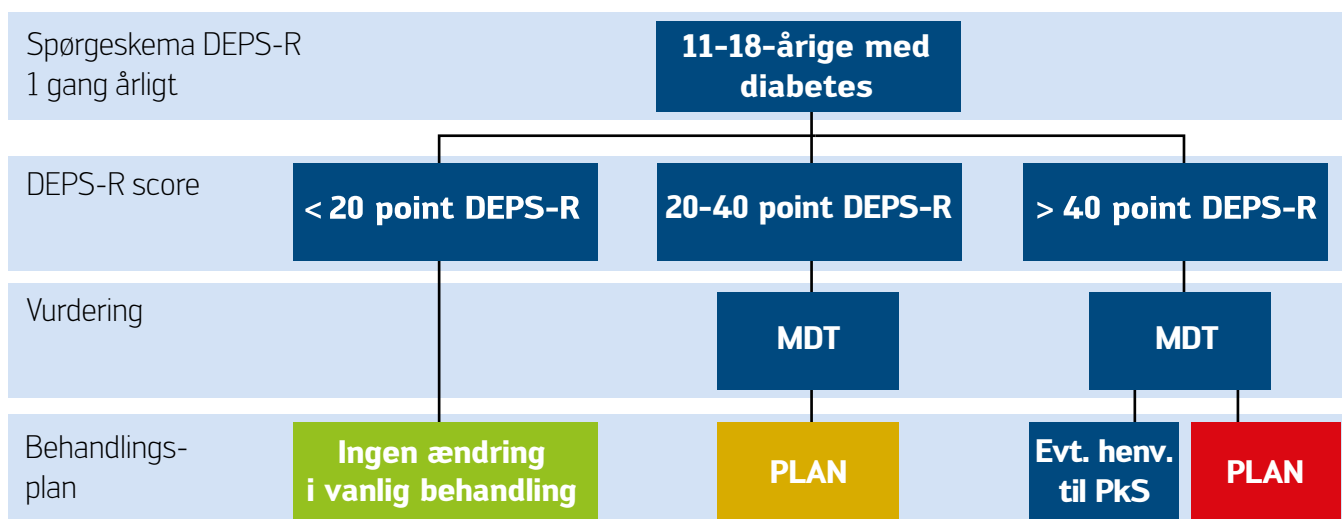 Spørgeskema DEPS-R
1 gang årligt
11-18-årige med
diabetes
DEPS-R score
< 20 point DEPS-R
20-40 point DEPS-R
> 40 point DEPS-R
Vurdering
MDT
MDT
Behandlings-
plan
Ingen ændring
i vanlig behandling
PLAN
Evt. henv.
til PkS
PLAN